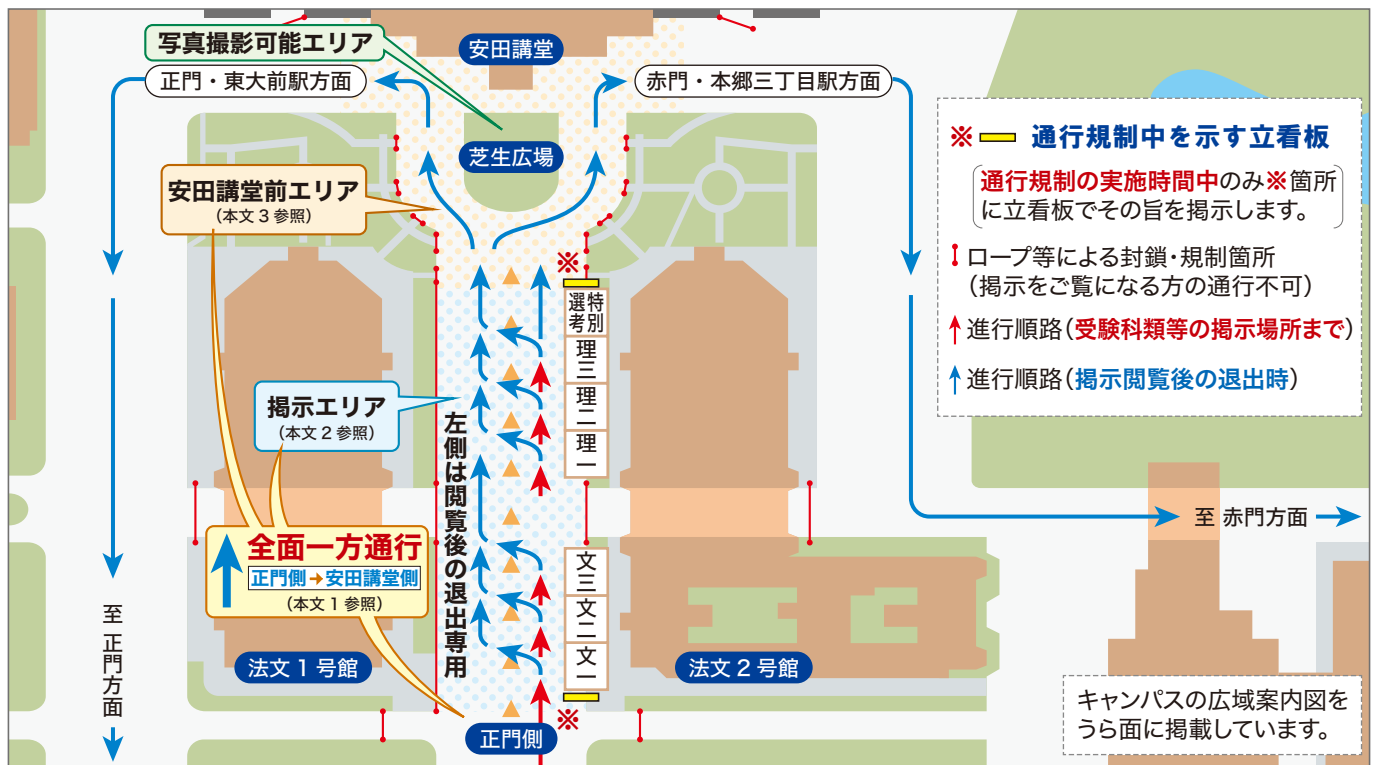 写真撮影可能エリア
安田講堂
正門・東大前駅方面
赤門・本郷三丁目駅方面
芝生広場
安田講堂前エリア
（本文3参照）
※ 通行規制中を示す立看板
通行規制の実施時間中のみ※箇所
に立看板でその旨を掲示します。
ロープ等による封鎖・規制箇所
（掲示をご覧になる方の通行不可）
進行順路（受験科類等の掲示場所まで）
進行順路（掲示閲覧後の退出時）
※
特別
選考
理三
理二
理一
掲示エリア
（本文2参照）
左側は閲覧後の退出専用
全面一方通行
正門側→安田講堂側
（本文1参照）
文三
文二
文一
※
至 赤門方面
至 正門方面
法文1号館
法文2号館
正門側
キャンパスの広域案内図を
うら面に掲載しています。